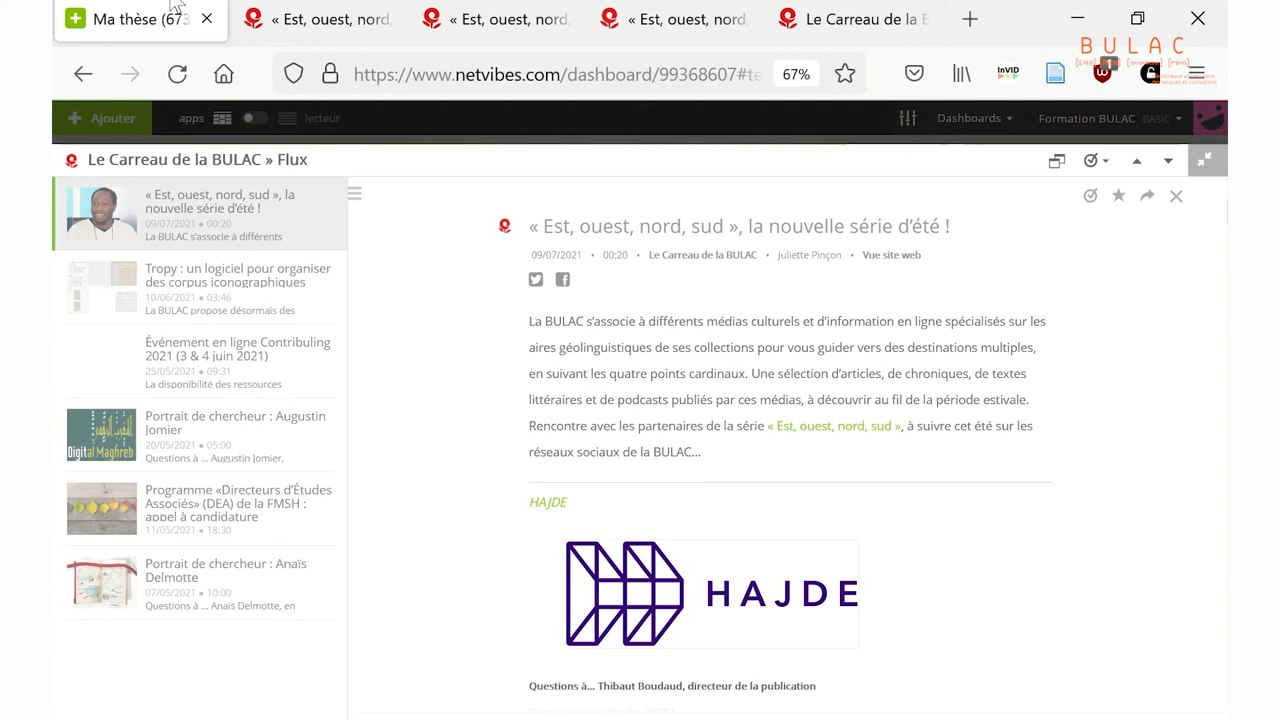 Ma thèse (673
« Est, ouest, nord,
« Est, ouest, nord,
« Est, ouest, nord,
Le Carreau de la B
BULAC
https://www.netvibes.com/dashboard/99368607#te
67%
InVID
1
Ajouter
apps
lecteur
Dashboards
Formation BULAC BASIC
Le Carreau de la BULAC » Flux
« Est, ouest, nord, sud », la
nouvelle série d’été !
09/07/2021 ● 00:20
La BULAC s’associe à différents
Tropy : un logiciel pour organiser
des corpus iconographiques
10/06/2021 ● 03:46
La BULAC propose désormais des
Événement en ligne Contribuling
2021 (3 & 4 juin 2021)
25/05/2021 ● 09:31
La disponibilité des ressources
Digital Maghreb
Portrait de chercheur : Augustin
Jomier
20/05/2021 ● 05:00
Questions à ... Augustin Jomier,
Programme «Directeurs d’Études
Associés» (DEA) de la FMSH :
appel à candidature
11/05/2021 ● 18:30
Portrait de chercheur : Anaïs
Delmotte
07/05/2021 ● 10:00
Questions à ... Anaïs Delmotte, en
« Est, ouest, nord, sud », la nouvelle série d’été !
09/07/2021 • 00:20 • Le Carreau de la BULAC • Juliette Pinçon • Vue site web
La BULAC s’associe à différents médias culturels et d’information en ligne spécialisés sur les
aires géolinguistiques de ses collections pour vous guider vers des destinations multiples,
en suivant les quatre points cardinaux. Une sélection d’articles, de chroniques, de textes
littéraires et de podcasts publiés par ces médias, à découvrir au fil de la période estivale.
Rencontre avec les partenaires de la série « Est, ouest, nord, sud », à suivre cet été sur les
réseaux sociaux de la BULAC...
HAJDE
HAJDE
Questions à... Thibaut Boudaud, directeur de la publication